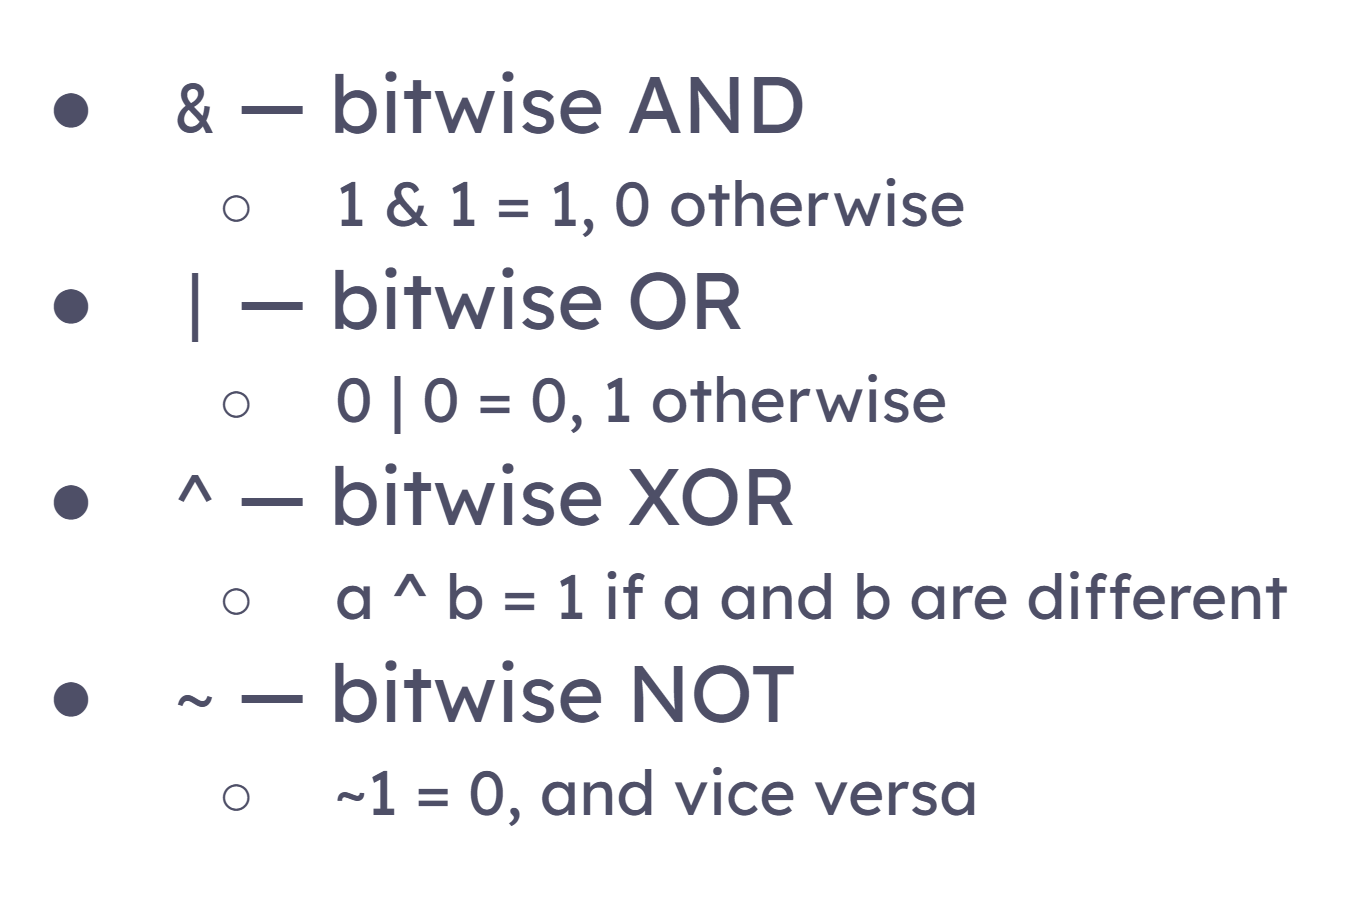 ● & — bitwise AND
○ 1 & 1 = 1, 0 otherwise
● | — bitwise OR
○ 0 | 0 = 0, 1 otherwise
● ^ — bitwise XOR
○ a ^ b = 1 if a and b are different
● ~ — bitwise NOT
○ ~1 = 0, and vice versa